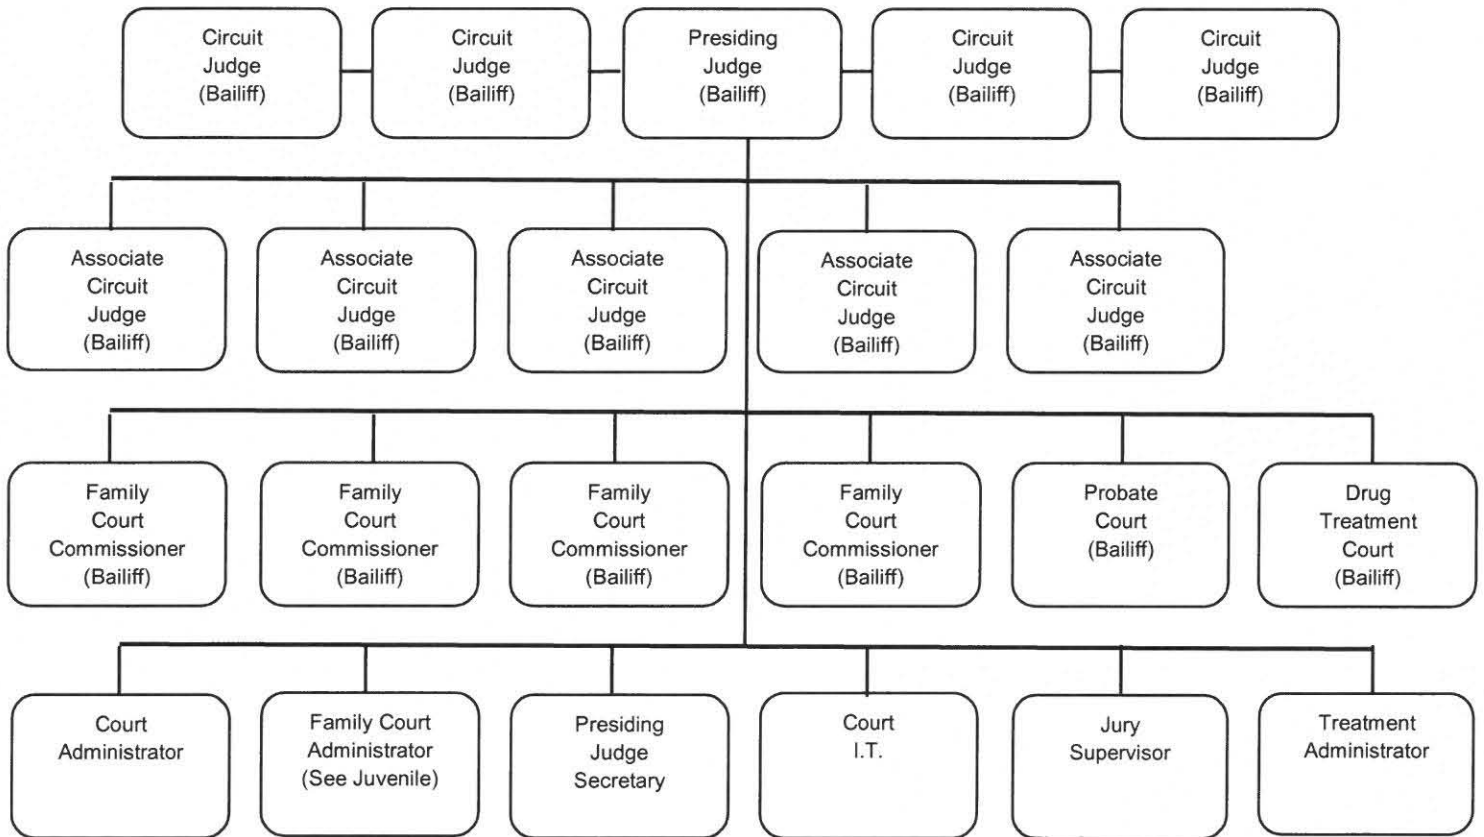 Circuit
Judge
(Bailiff)
Circuit
Judge
(Bailiff)
Presiding
Judge
(Bailiff)
Circuit
Judge
(Bailiff)
Circuit
Judge
(Bailiff)
Associate
Circuit
Judge
(Bailiff)
Associate
Circuit
Judge
(Bailiff)
Associate
Circuit
Judge
(Bailiff)
Associate
Circuit
Judge
(Bailiff)
Associate
Circuit
Judge
(Bailiff)
Family
Court
Commissioner
(Bailiff)
Family
Court
Commissioner
(Bailiff)
Family
Court
Commissioner
(Bailiff)
Family
Court
Commissioner
(Bailiff)
Probate
Court
(Bailiff)
Drug
Treatment
Court
(Bailiff)
Court
Administrator
Family Court
Administrator
(See Juvenile)
Presiding
Judge
Secretary
Court
I.T.
Jury
Supervisor
Treatment
Administrator